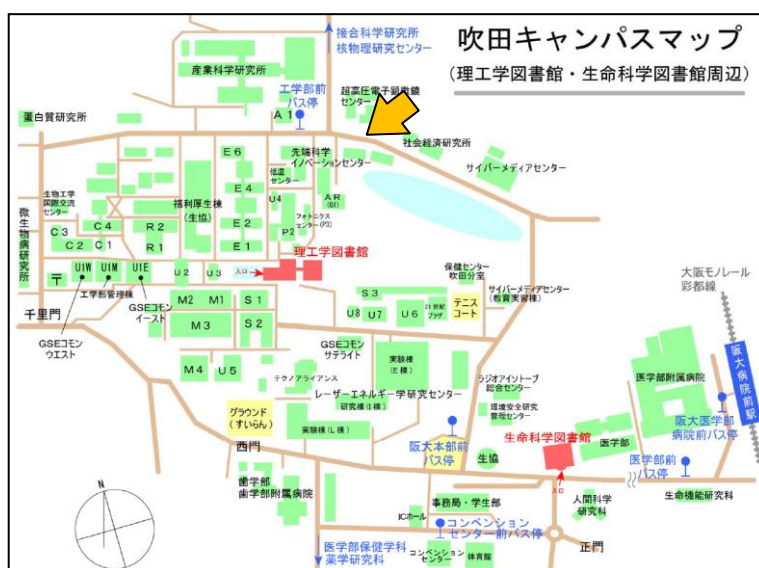 吹田キャンパスマップ
(理工学図書館・生命科学図書館周辺)
接合科学研究所
核物理研究センター
産業科学研究所
工学部前
バス停
超高圧電子顕微鏡
センター
蛋白質研究所
A1
社会経済研究所
サイバーメディアセンター
E6
先端科学
イノベーションセンター
低温
センター
生物工学
国際交流
センター
福利厚生棟
(生協)
E4
U4
AR
(B1)
フォトニクス
センター(P3)
微生物病研究所
C3
C4
R2
E2
P2
C2
C1
R1
E1
理工学図書館
入口
〒
U1W
U1M
U1E
U2
U3
工学部管理棟
GSEコモン
イースト
千里門
GSEコモン
ウエスト
M2
M1
S1
M3
S2
M4
U5
保健センター
吹田分室
サイバーメディアセンター
(教育実習棟)
S3
U8
U7
U6
21世紀
プラザ
テニス
コート
大阪モノレール
彩都線
GSEコモン
サテライト
実験棟
(E棟)
テクノアライアンス
レーザーエネルギー学研究センター
研究棟(I棟)
ラジオアイソトープ
総合センター
環境安全研究
管理センター
医学部附属病院
阪大病院前駅
グラウンド
(すいらん)
実験棟(L棟)
阪大本部前
バス停
生命科学図書館
医学部
阪大医学部
病院前バス停
西門
生協
医学部前
バス停
入口
歯学部
歯学部附属病院
事務局・学生部
人間科学
研究科
生命機能研究科
ICホール
コンベンション
センター前バス停
N
医学部保健学科
薬学研究科
コンベンション
センター
体育館
正門